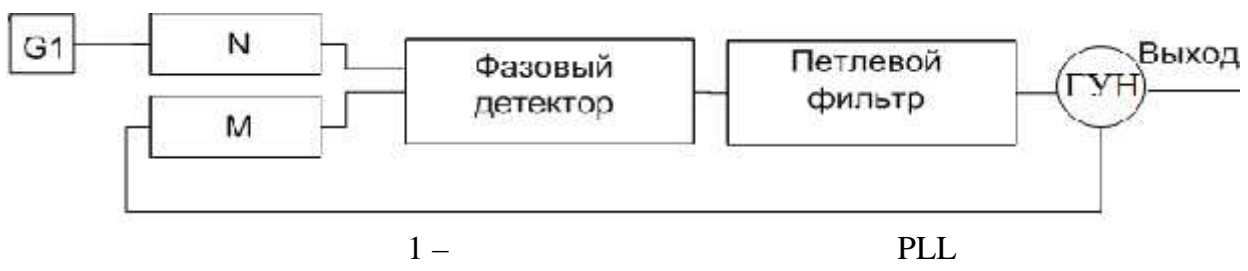 G1
N
M
Фазовый
детектор
Петлевой
фильтр
ГУН
Выход
1 – PLL